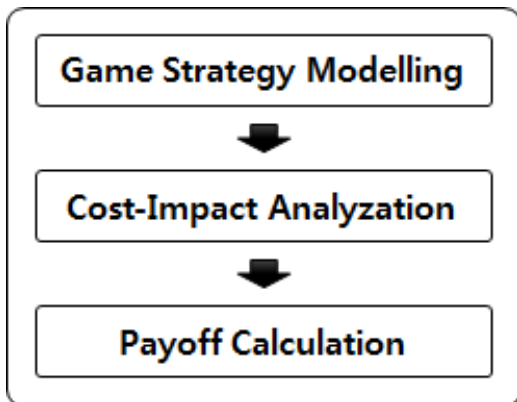 Game Strategy Modelling
Cost-Impact Analyzation
Payoff Calculation